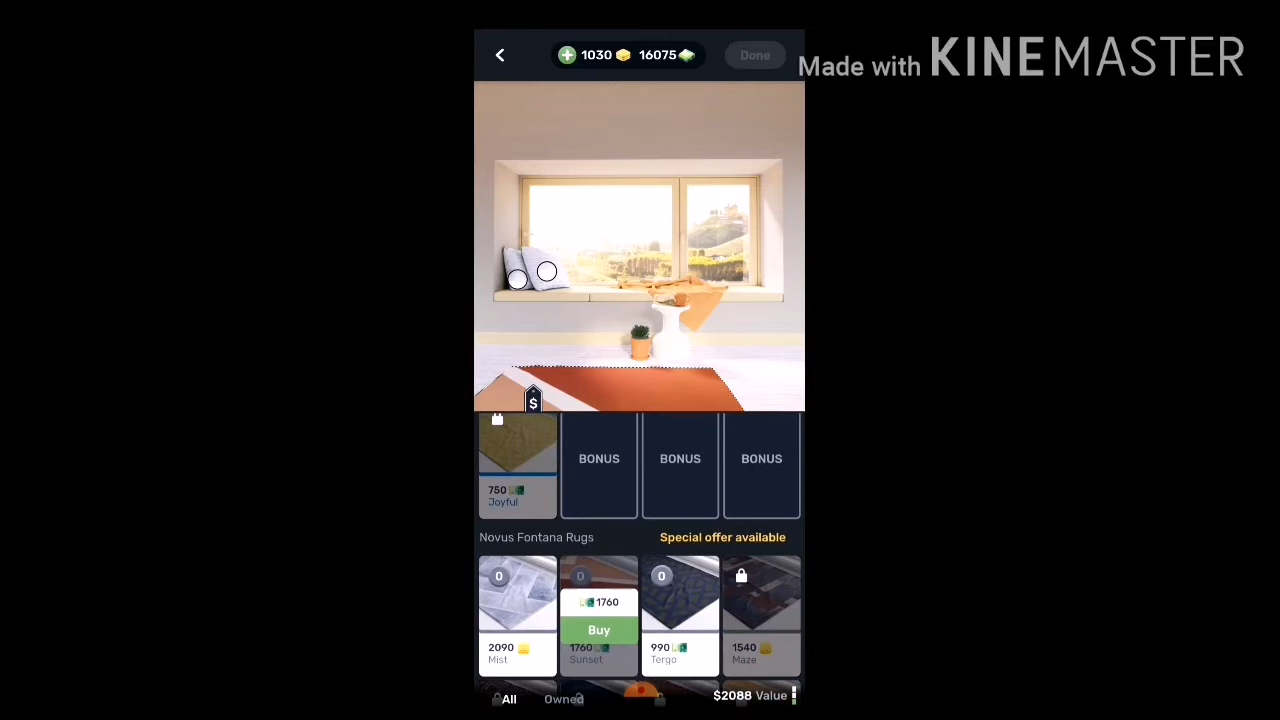 1030 16075 Done
Made with KINEMASTER
$
750
Joyful
BONUS BONUS BONUS
Novus Fontana Rugs Special offer available
0 0 0
1760
Buy
2090 1760 990 1540
Mist Sunset Tergo Maze
All Owned $2088 Value